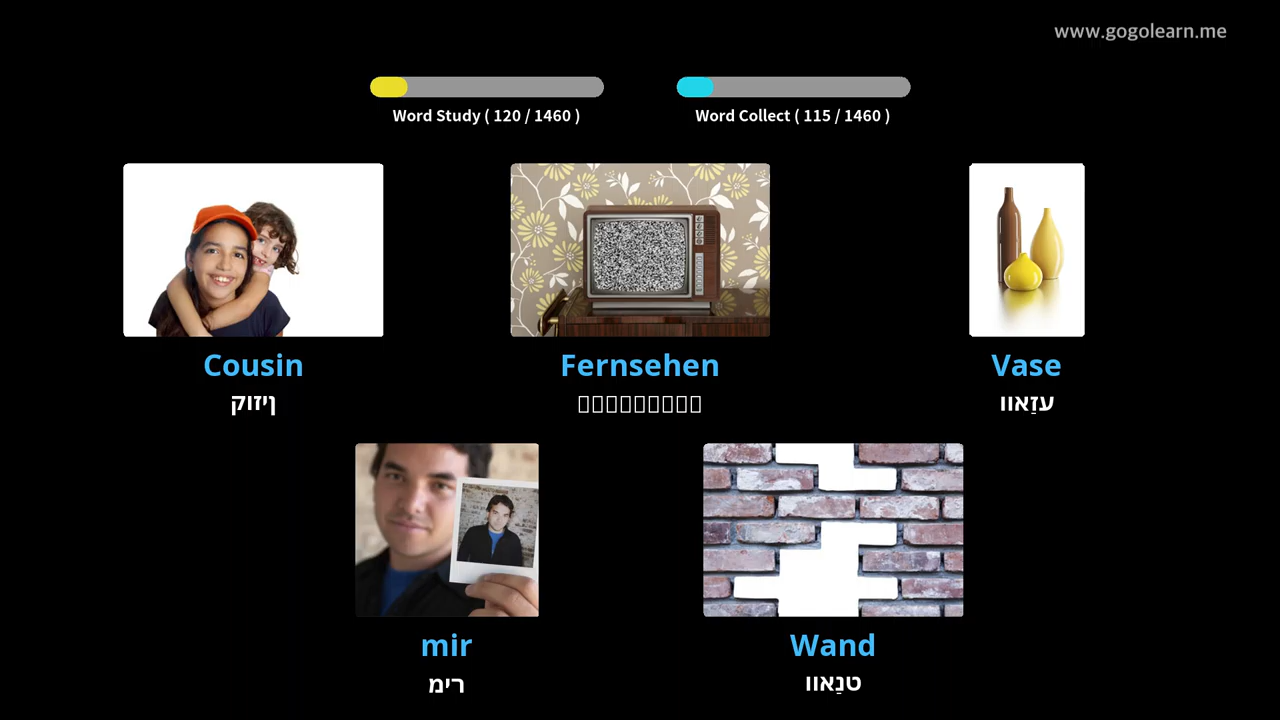 www.gogolearn.me
Word Study ( 120 / 1460 )
Word Collect ( 115 / 1460 )
Cousin
ןיזוק
Fernsehen
Vase
עזַאוו
mir
רימ
Wand
טנַאוו